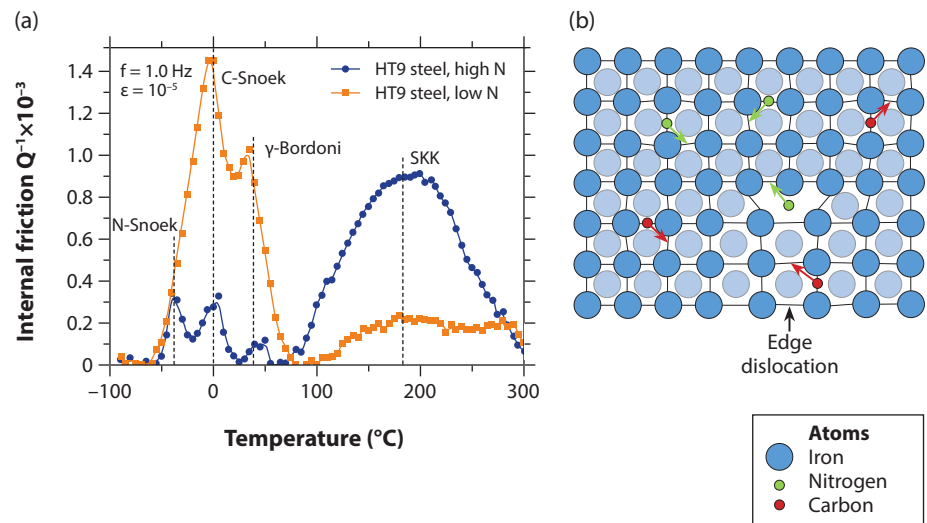 (a)
Internal friction Q⁻¹×10⁻³
1.4
1.2
1.0
0.8
0.6
0.4
0.2
0
f = 1.0 Hz
ε = 10⁻⁵
C-Snoek
HT9 steel, high N
HT9 steel, low N
γ-Bordoni
SKK
N-Snoek
−100
0
100
200
300
Temperature (°C)
(b)
Edge
dislocation
Atoms
Iron
Nitrogen
Carbon